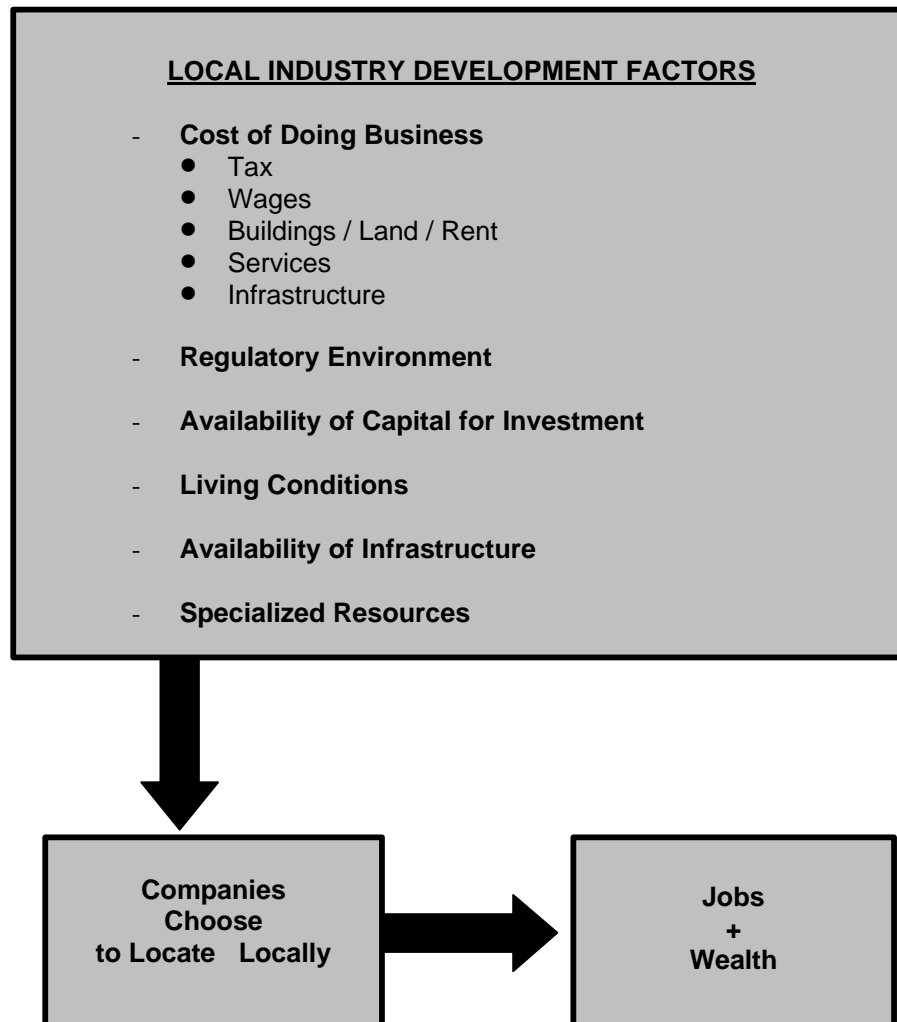 LOCAL INDUSTRY DEVELOPMENT FACTORS
- Cost of Doing Business
● Tax
● Wages
● Buildings / Land / Rent
● Services
● Infrastructure
- Regulatory Environment
- Availability of Capital for Investment
- Living Conditions
- Availability of Infrastructure
- Specialized Resources
Companies
Choose
to Locate Locally
Jobs
+
Wealth